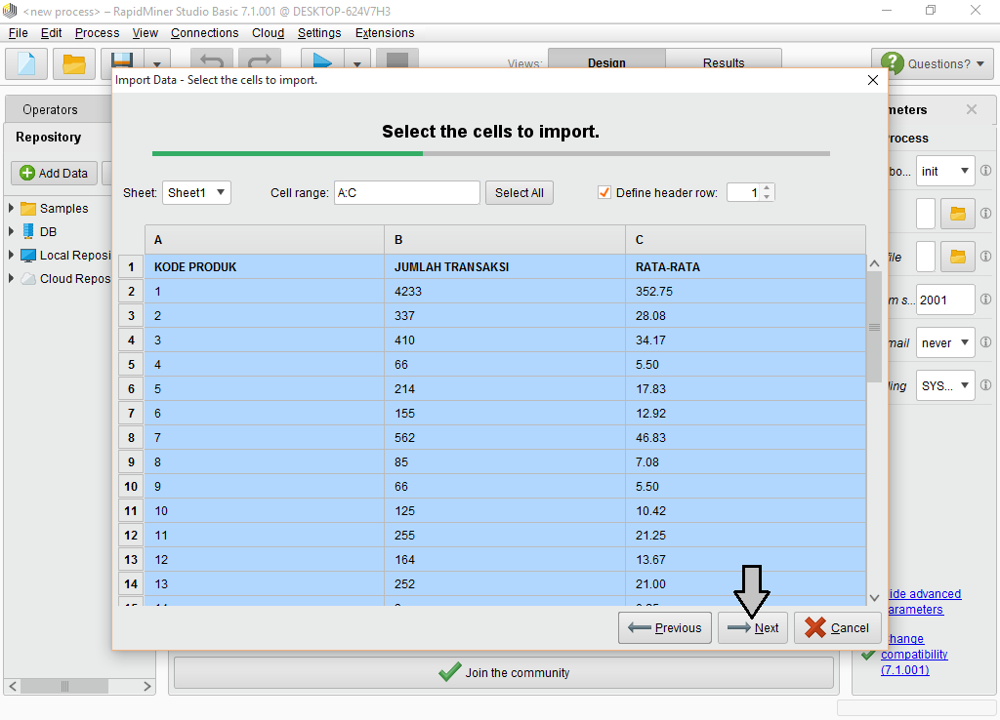 <new process> – RapidMiner Studio Basic 7.1.001 @ DESKTOP-624V7H3
File Edit Process View Connections Cloud Settings Extensions
Views: Design Results Questions?
Import Data - Select the cells to import.
Operators
Repository
Add Data
Samples
DB
Local Reposi
Cloud Repos
Select the cells to import.
Sheet: Sheet1 Cell range: A:C Select All Define header row: 1
A B C
1 KODE PRODUK JUMLAH TRANSAKSI RATA-RATA
2 1 4233 352.75
3 2 337 28.08
4 3 410 34.17
5 4 66 5.50
6 5 214 17.83
7 6 155 12.92
8 7 562 46.83
9 8 85 7.08
10 9 66 5.50
11 10 125 10.42
12 11 255 21.25
13 12 164 13.67
14 13 252 21.00
Previous Next Cancel
Join the community
meters
rocess
bo... init
file
m s... 2001
mail never
ling SYS...
ide advanced
arameters
hange
compatibility
(7.1.001)